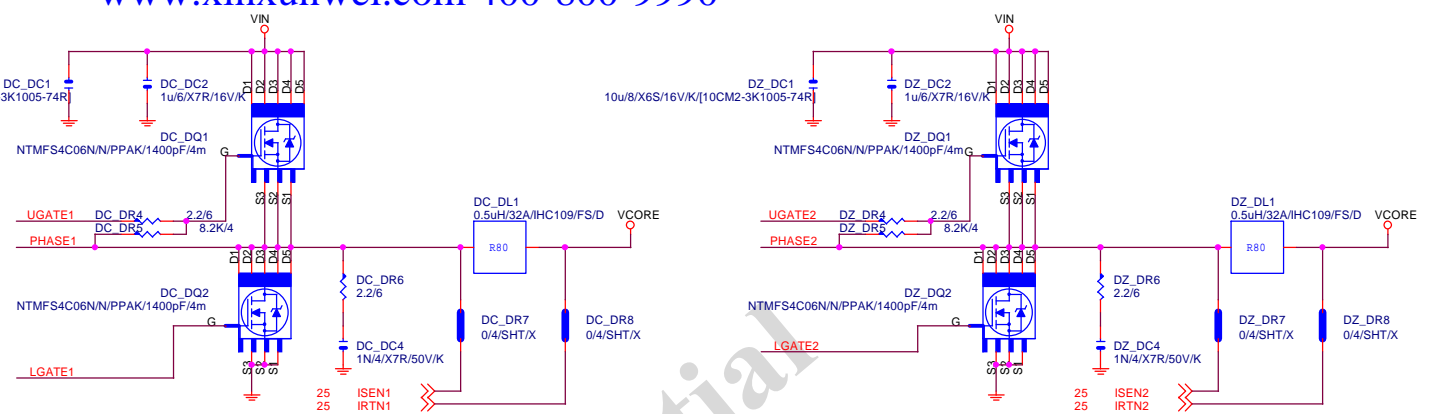 VIN
DC_DC1
3K1005-74R]
DC_DC2
1u/6/X7R/16V/K
D1 D2 D3 D4 D5
DC_DQ1
NTMFS4C06N/N/PPAK/1400pF/4m
G
S3 S2 S1
UGATE1
DC_DR4
2.2/6
DC_DR5
8.2K/4
PHASE1
DC_DL1
0.5uH/32A/IHC109/FS/D
R80
VCORE
D1 D2 D3 D4 D5
DC_DQ2
NTMFS4C06N/N/PPAK/1400pF/4m
G
S3 S2 S1
LGATE1
DC_DR6
2.2/6
DC_DC4
1N/4/X7R/50V/K
DC_DR7
0/4/SHT/X
DC_DR8
0/4/SHT/X
25 ISEN1
25 IRTN1
VIN
DZ_DC1
10u/8/X6S/16V/K/[10CM2-3K1005-74R]
DZ_DC2
1u/6/X7R/16V/K
D1 D2 D3 D4 D5
DZ_DQ1
NTMFS4C06N/N/PPAK/1400pF/4m
G
S3 S2 S1
UGATE2
DZ_DR4
2.2/6
DZ_DR5
8.2K/4
PHASE2
DZ_DL1
0.5uH/32A/IHC109/FS/D
R80
VCORE
D1 D2 D3 D4 D5
DZ_DQ2
NTMFS4C06N/N/PPAK/1400pF/4m
G
S3 S2 S1
LGATE2
DZ_DR6
2.2/6
DZ_DC4
1N/4/X7R/50V/K
DZ_DR7
0/4/SHT/X
DZ_DR8
0/4/SHT/X
25 ISEN2
25 IRTN2
ntial